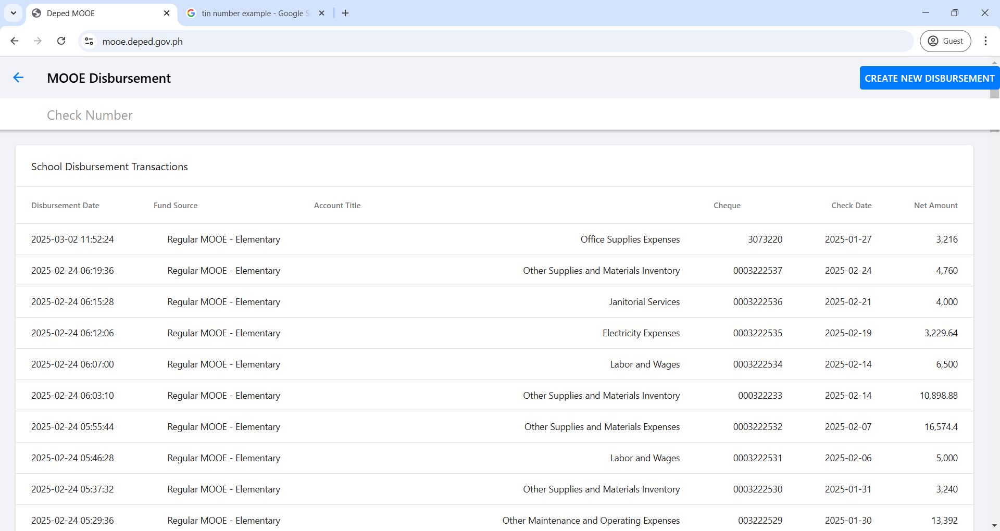 Deped MOOE
tin number example - Google S
mooe.deped.gov.ph
Guest
MOOE Disbursement
CREATE NEW DISBURSEMENT
Check Number
School Disbursement Transactions
Disbursement Date Fund Source Account Title Cheque Check Date Net Amount
2025-03-02 11:52:24 Regular MOOE - Elementary Office Supplies Expenses 3073220 2025-01-27 3,216
2025-02-24 06:19:36 Regular MOOE - Elementary Other Supplies and Materials Inventory 0003222537 2025-02-24 4,760
2025-02-24 06:15:28 Regular MOOE - Elementary Janitorial Services 0003222536 2025-02-21 4,000
2025-02-24 06:12:06 Regular MOOE - Elementary Electricity Expenses 0003222535 2025-02-19 3,229.64
2025-02-24 06:07:00 Regular MOOE - Elementary Labor and Wages 0003222534 2025-02-14 6,500
2025-02-24 06:03:10 Regular MOOE - Elementary Other Supplies and Materials Inventory 000322233 2025-02-14 10,898.88
2025-02-24 05:55:44 Regular MOOE - Elementary Other Supplies and Materials Expenses 0003222532 2025-02-07 16,574.4
2025-02-24 05:46:28 Regular MOOE - Elementary Labor and Wages 0003222531 2025-02-06 5,000
2025-02-24 05:37:32 Regular MOOE - Elementary Other Supplies and Materials Inventory 0003222530 2025-01-31 3,240
2025-02-24 05:29:36 Regular MOOE - Elementary Other Maintenance and Operating Expenses 003222529 2025-01-30 13,392